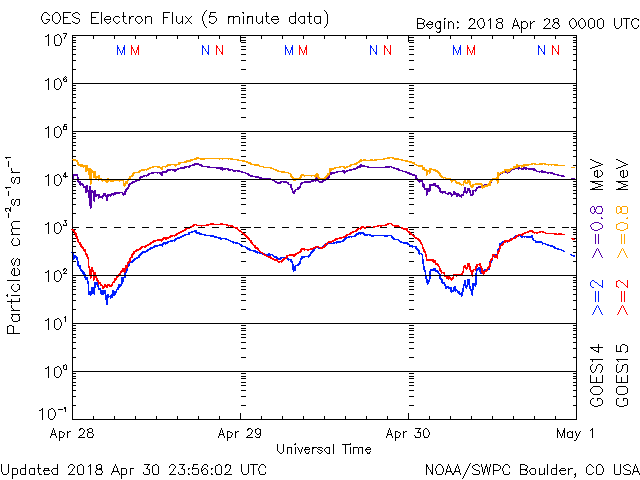 GOES Electron Flux (5 minute data)
Begin: 2018 Apr 28 0000 UTC
M M N N M M N N M M N N
10⁷
10⁶
10⁵
10⁴
10³
10²
10¹
10⁰
10⁻¹
Particles cm⁻²s⁻¹sr⁻¹
Apr 28 Apr 29 Apr 30 May 1
Universal Time
GOES14 >=2 >=0.8 MeV
GOES15 >=2 >=0.8 MeV
Updated 2018 Apr 30 23:56:02 UTC
NOAA/SWPC Boulder, CO USA